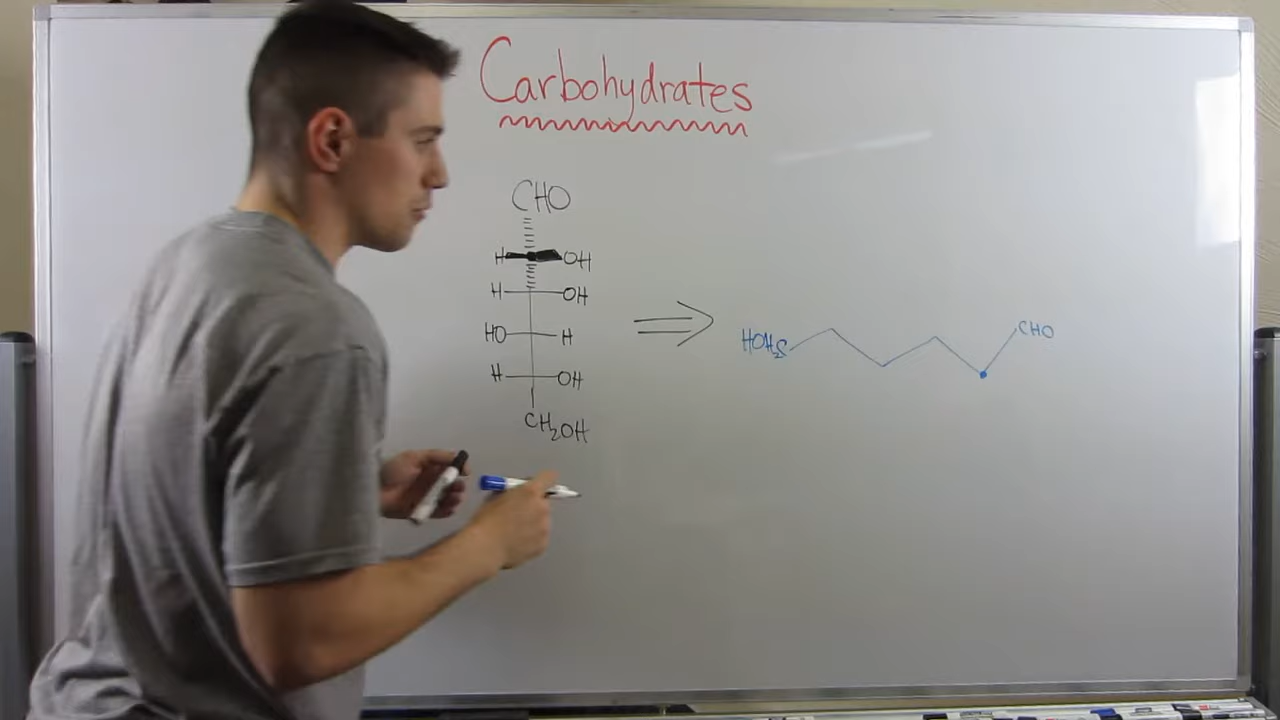 Carbohydrates
CHO
H OH
H OH
HO H
H OH
CH2OH
HOH2C CHO